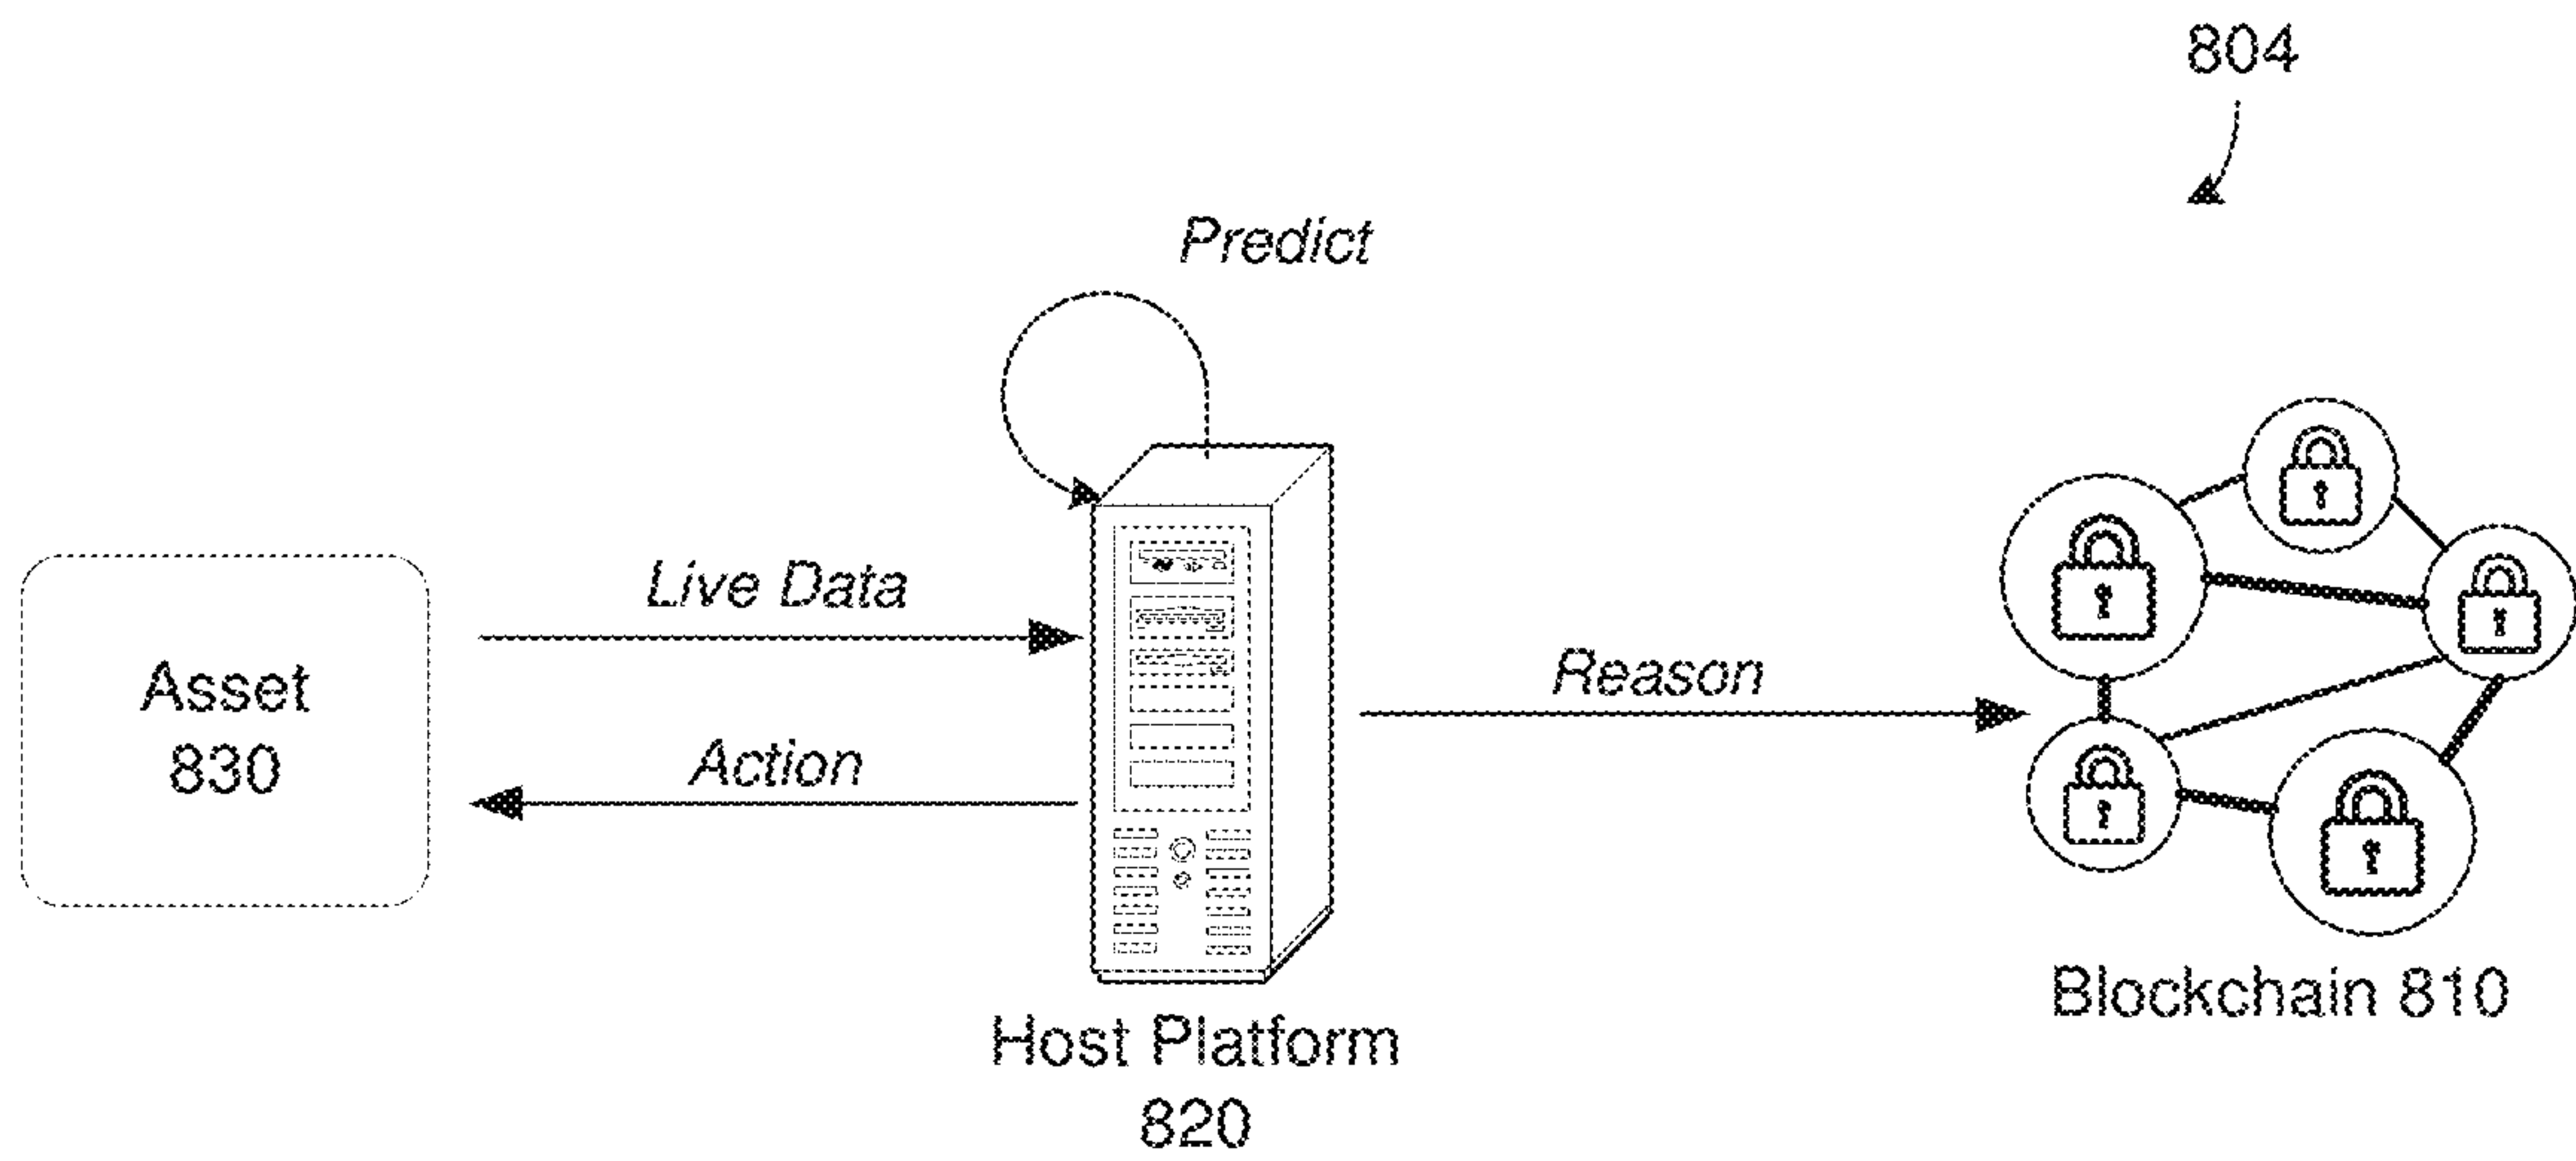 804
Predict
Live Data
Asset
830
Action
Reason
Host Platform
820
Blockchain 810